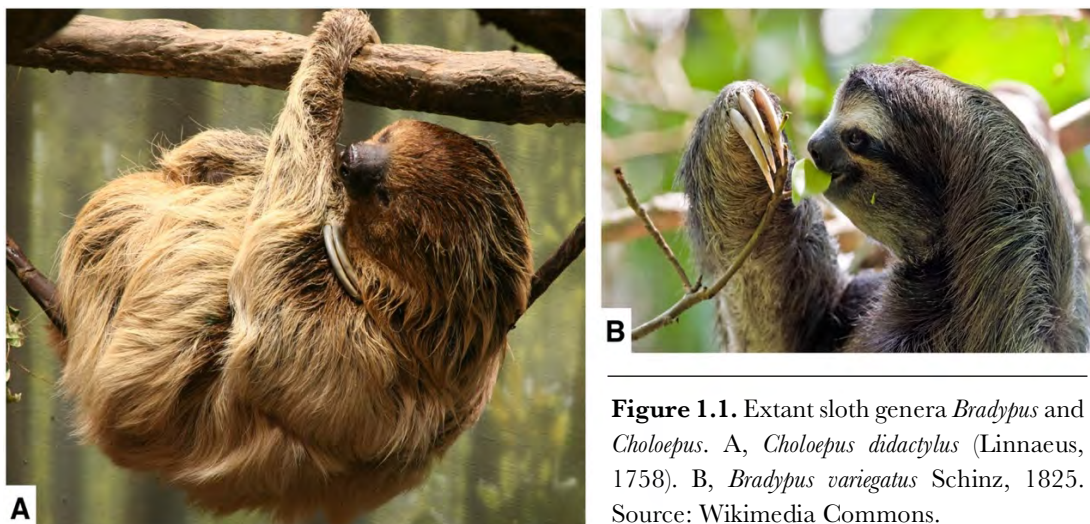 A
B
Figure 1.1. Extant sloth genera Bradypus and
Choloepus. A, Choloepus didactylus (Linnaeus,
1758). B, Bradypus variegatus Schinz, 1825.
Source: Wikimedia Commons.